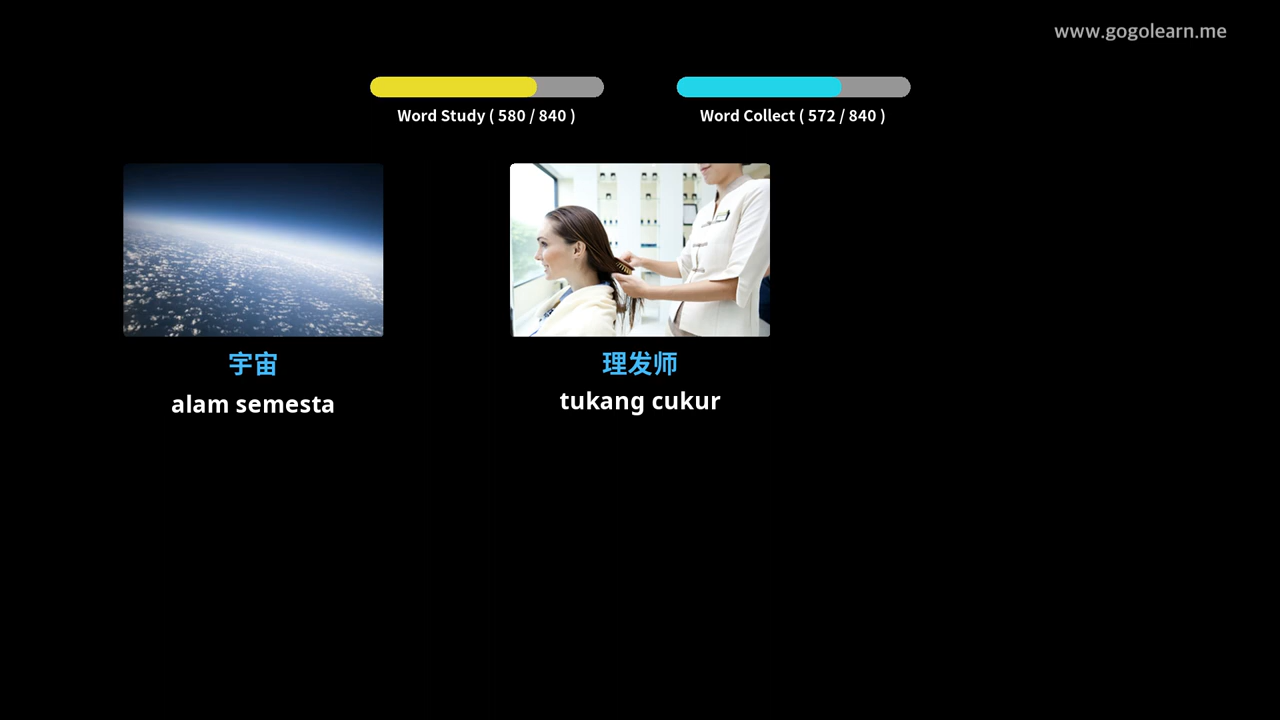 www.gogolearn.me
Word Study ( 580 / 840 )
Word Collect ( 572 / 840 )
宇宙
alam semesta
理发师
tukang cukur